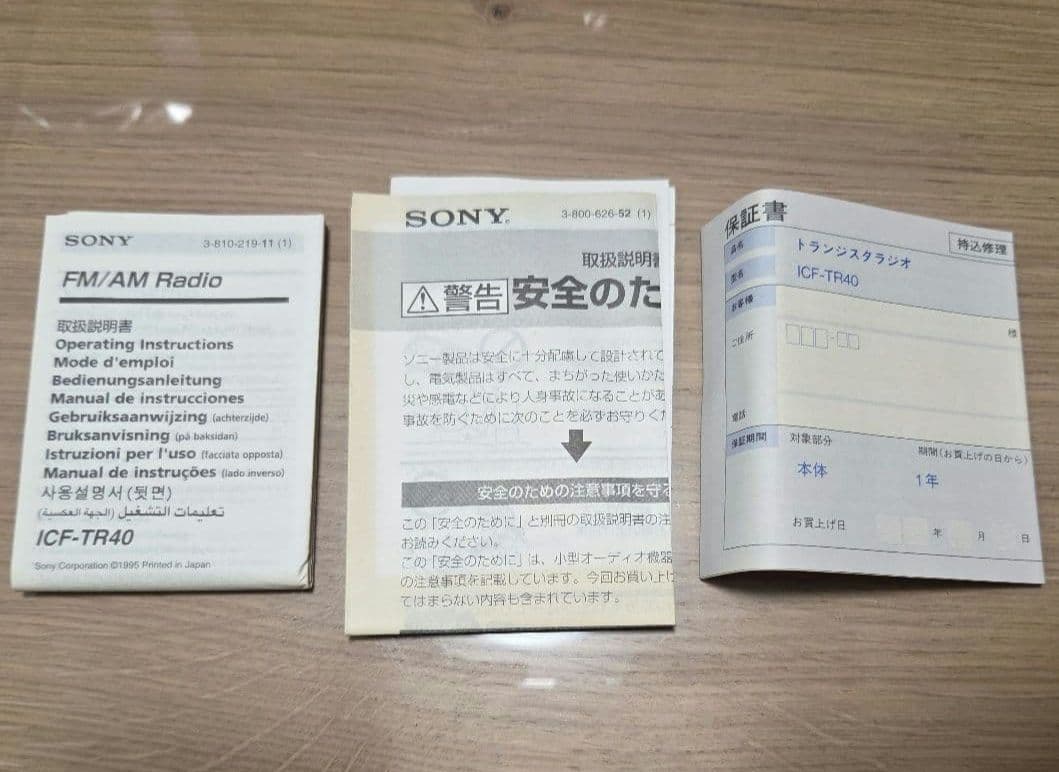 SONY
3-810-219-11 (1)
FM/AM Radio
取扱説明書
Operating Instructions
Mode d'emploi
Bedienungsanleitung
Manual de instrucciones
Gebruiksaanwijzing (achterzijde)
Bruksanvisning (på baksidan)
Istruzioni per l'uso (facciata opposta)
Manual de instruções (lado inverso)
사용설명서 (뒷면)
تعليمات التشغيل (الجهة العكسية)
ICF-TR40
Sony Corporation ©1995 Printed in Japan
SONY®
3-800-626-52 (1)
取扱説明書
警告 安全のた
ソニー製品は安全に十分配慮して設計されて
し、電気製品はすべて、まちがった使いかた
災や感電などにより人身事故になることがあ
事故を防ぐために次のことを必ずお守りくだ
安全のための注意事項を守る
この「安全のために」と別冊の取扱説明書の注
お読みください。
この「安全のために」は、小型オーディオ機器
の注意事項を記載しています。今回お買い上げ
てはまらない内容も含まれています。
保証書
持込修理
品名 トランジスタラジオ
型名 ICF-TR40
お客様
様
ご住所
電話
保証期間
対象部分
期間(お買上げの日から)
本体
1年
お買上げ日 年 月 日